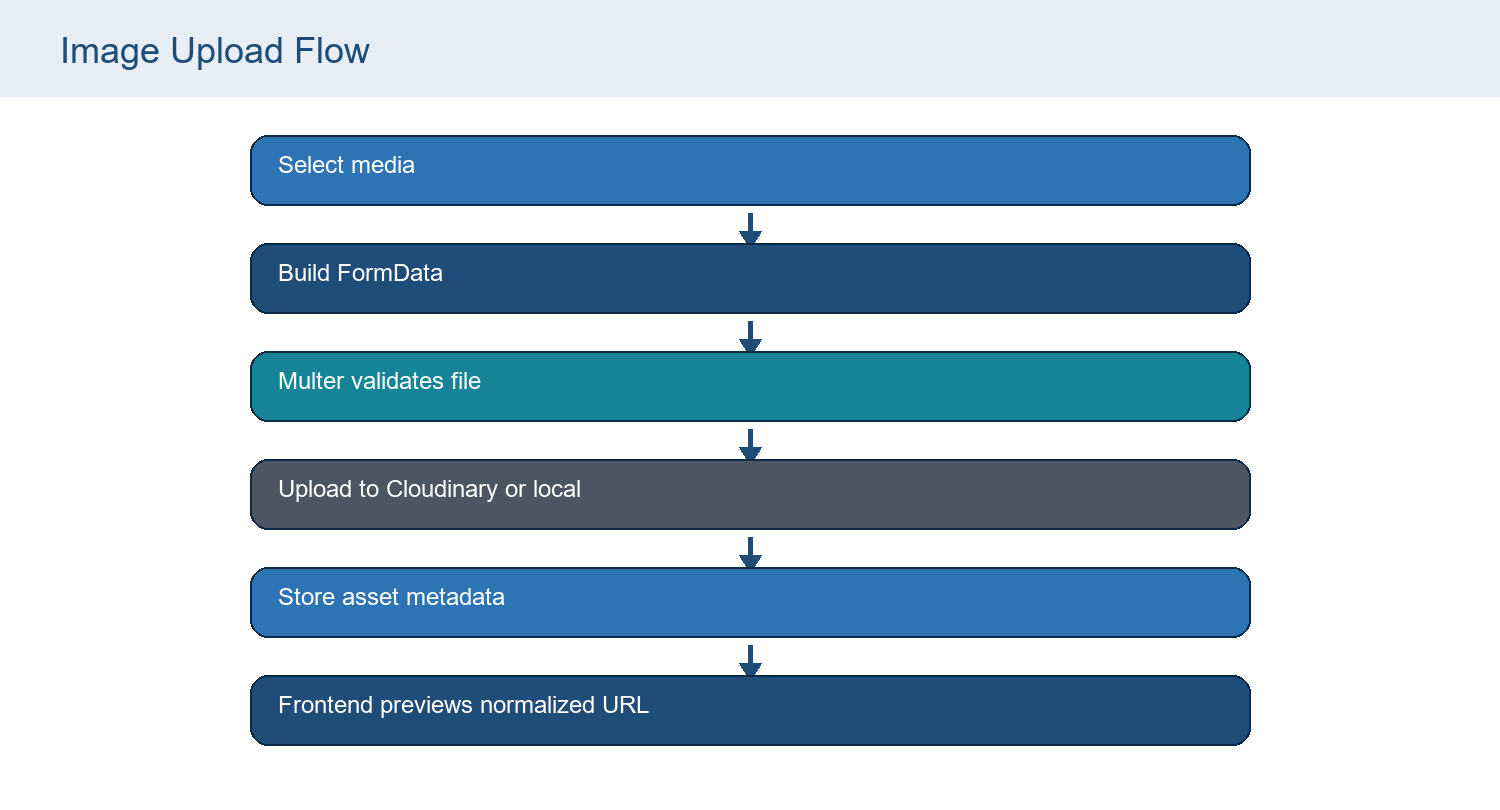 Image Upload Flow
Select media
Build FormData
Multer validates file
Upload to Cloudinary or local
Store asset metadata
Frontend previews normalized URL